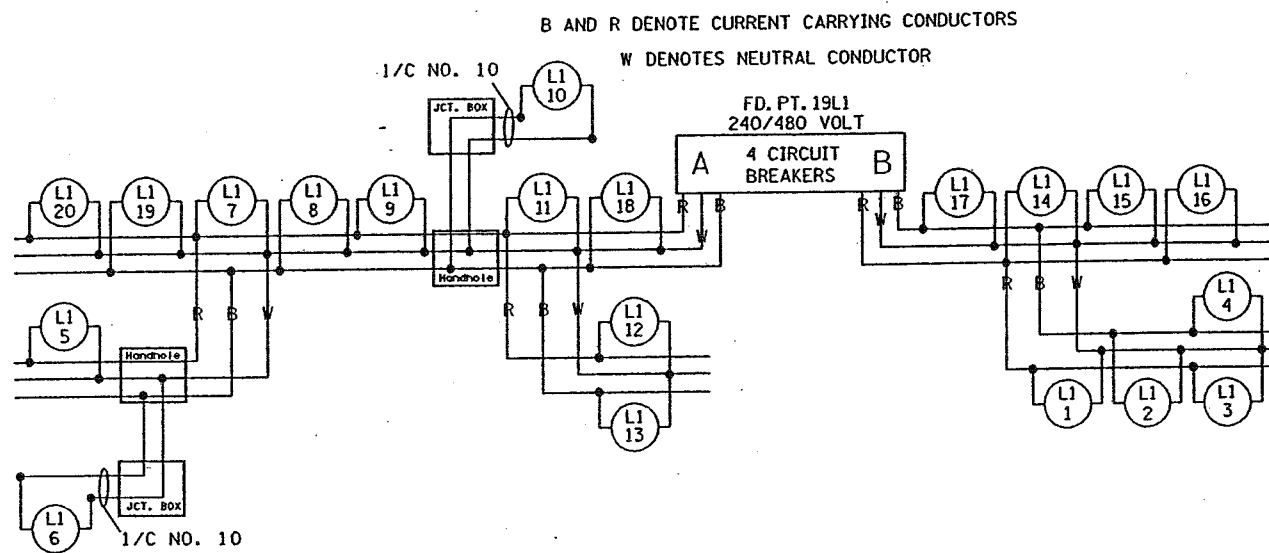 B AND R DENOTE CURRENT CARRYING CONDUCTORS
W DENOTES NEUTRAL CONDUCTOR
1/C NO. 10
L1
10
JCT. BOX
FD. PT. 19L1
240/480 VOLT
A
4 CIRCUIT
BREAKERS
B
L1
20
L1
19
L1
7
L1
8
L1
9
L1
11
L1
18
R
W
B
R
W
B
L1
17
L1
14
L1
15
L1
16
Handhole
R
B
W
R
B
W
R
B
W
L1
5
L1
12
L1
4
Handhole
L1
13
L1
1
L1
2
L1
3
JCT. BOX
L1
6
1/C NO. 10